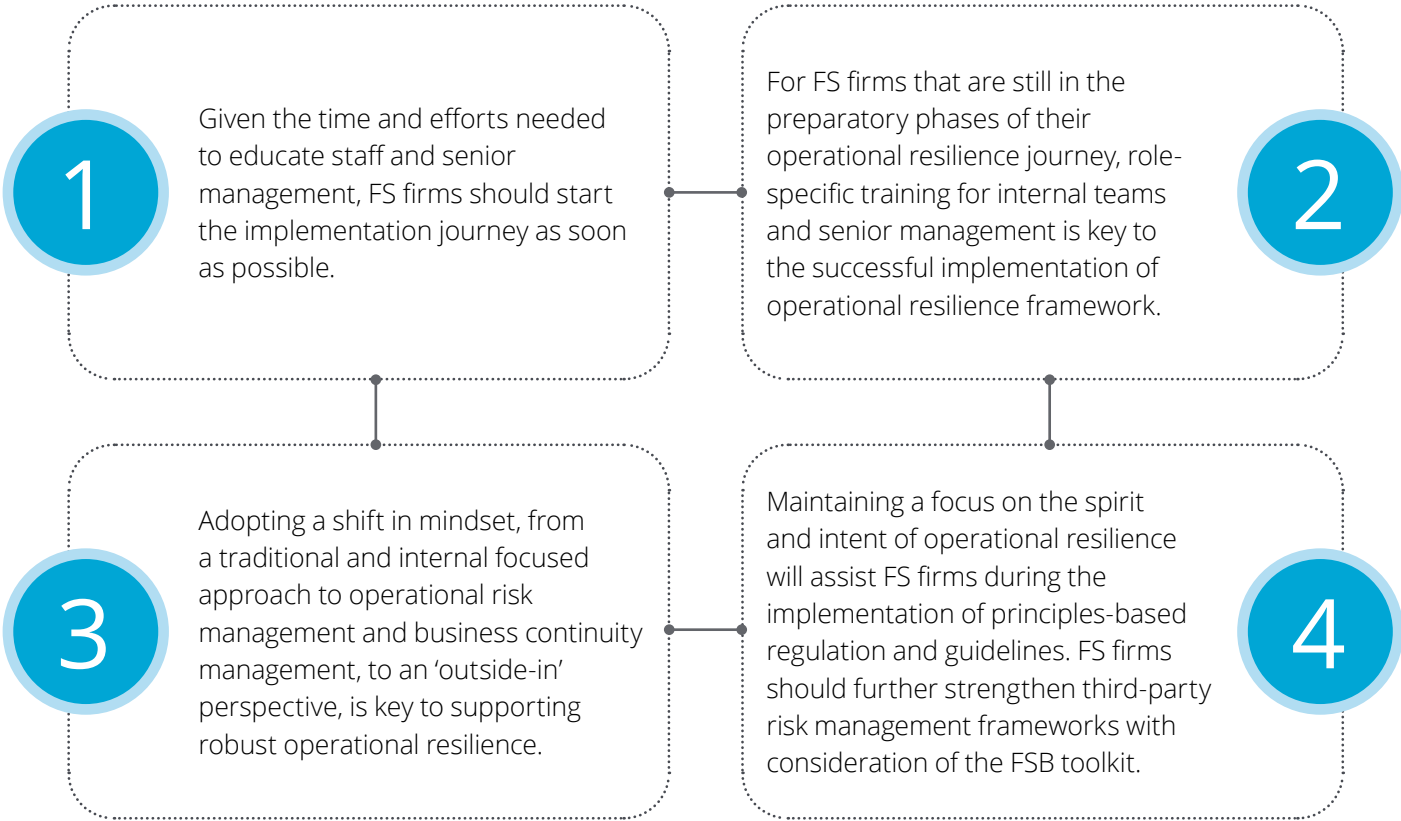 1
Given the time and efforts needed
to educate staff and senior
management, FS firms should start
the implementation journey as soon
as possible.
For FS firms that are still in the
preparatory phases of their
operational resilience journey, role-
specific training for internal teams
and senior management is key to
the successful implementation of
operational resilience framework.
2
3
Adopting a shift in mindset, from
a traditional and internal focused
approach to operational risk
management and business continuity
management, to an ‘outside-in’
perspective, is key to supporting
robust operational resilience.
Maintaining a focus on the spirit
and intent of operational resilience
will assist FS firms during the
implementation of principles-based
regulation and guidelines. FS firms
should further strengthen third-party
risk management frameworks with
consideration of the FSB toolkit.
4